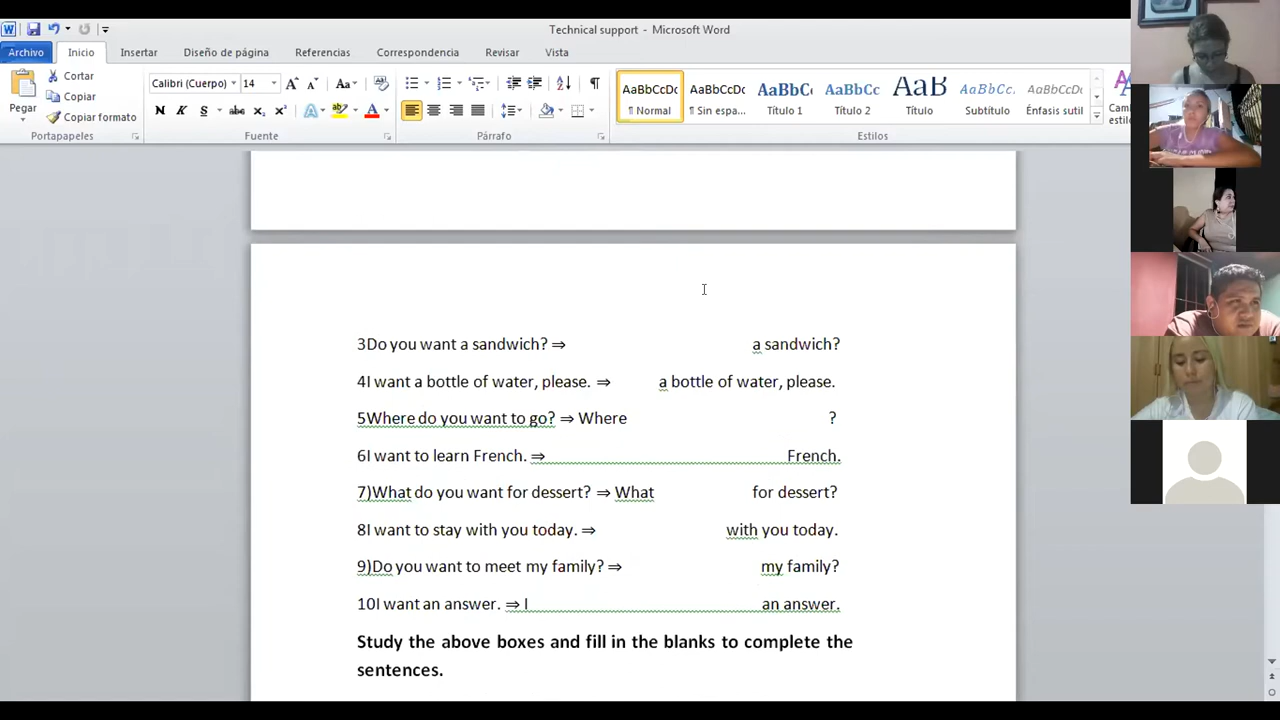 Technical support - Microsoft Word
Archivo Inicio Insertar Diseño de página Referencias Correspondencia Revisar Vista
Pegar Cortar Copiar Copiar formato
Calibri (Cuerpo) 14 Aa
N K S abc x₂ x² A A
AaBbCcDc AaBbCcDc AaBbC AaBbCc AaB AaBbCc. AaBbCcDc
¶ Normal ¶ Sin espa... Título 1 Título 2 Título Subtítulo Énfasis sutil
Portapapeles Fuente Párrafo Estilos
3Do you want a sandwich? ⇒ a sandwich?
4I want a bottle of water, please. ⇒ a bottle of water, please.
5Where do you want to go? ⇒ Where ?
6I want to learn French. ⇒ French.
7)What do you want for dessert? ⇒ What for dessert?
8I want to stay with you today. ⇒ with you today.
9)Do you want to meet my family? ⇒ my family?
10I want an answer. ⇒ I an answer.
Study the above boxes and fill in the blanks to complete the
sentences.